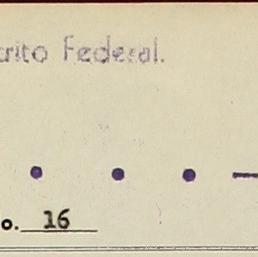 rito Federal.
• • • —
o. 16